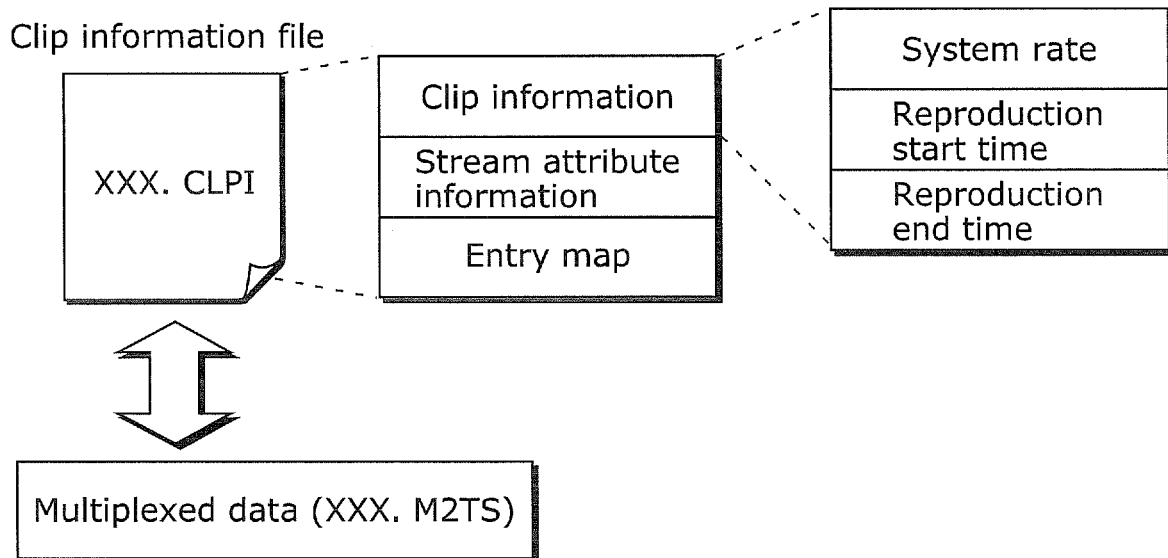 Clip information file
XXX. CLPI
Clip information
Stream attribute
information
Entry map
System rate
Reproduction
start time
Reproduction
end time
Multiplexed data (XXX. M2TS)